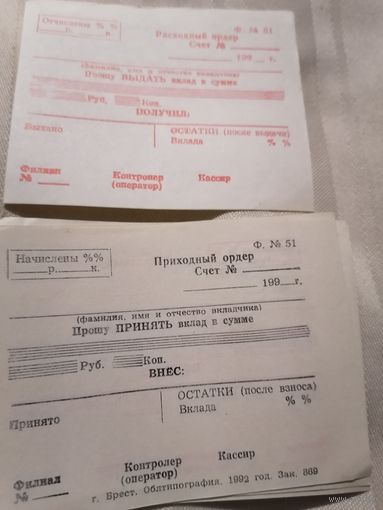 Отчислены % %
р. к.
Ф. № 51
Расходный ордер
Счет №
199 г.
(фамилия, имя и отчество вкладчика)
Прошу ВЫДАТЬ вклад в сумме
Руб. Коп.
ПОЛУЧИЛ:
Выдано
ОСТАТКИ (после выдачи)
Вклада % %
Филиал
№
Контролер
(оператор)
Кассир
Начислены %%
р. к.
Ф. № 51
Приходный ордер
Счет №
199 г.
(фамилия, имя и отчество вкладчика)
Прошу ПРИНЯТЬ вклад в сумме
Руб. Коп.
ВНЕС:
Принято
ОСТАТКИ (после взноса)
Вклада % %
Филиал
№
Контролер
(оператор)
Кассир
г. Брест. Облтипография. 1992 год. Зак. 869